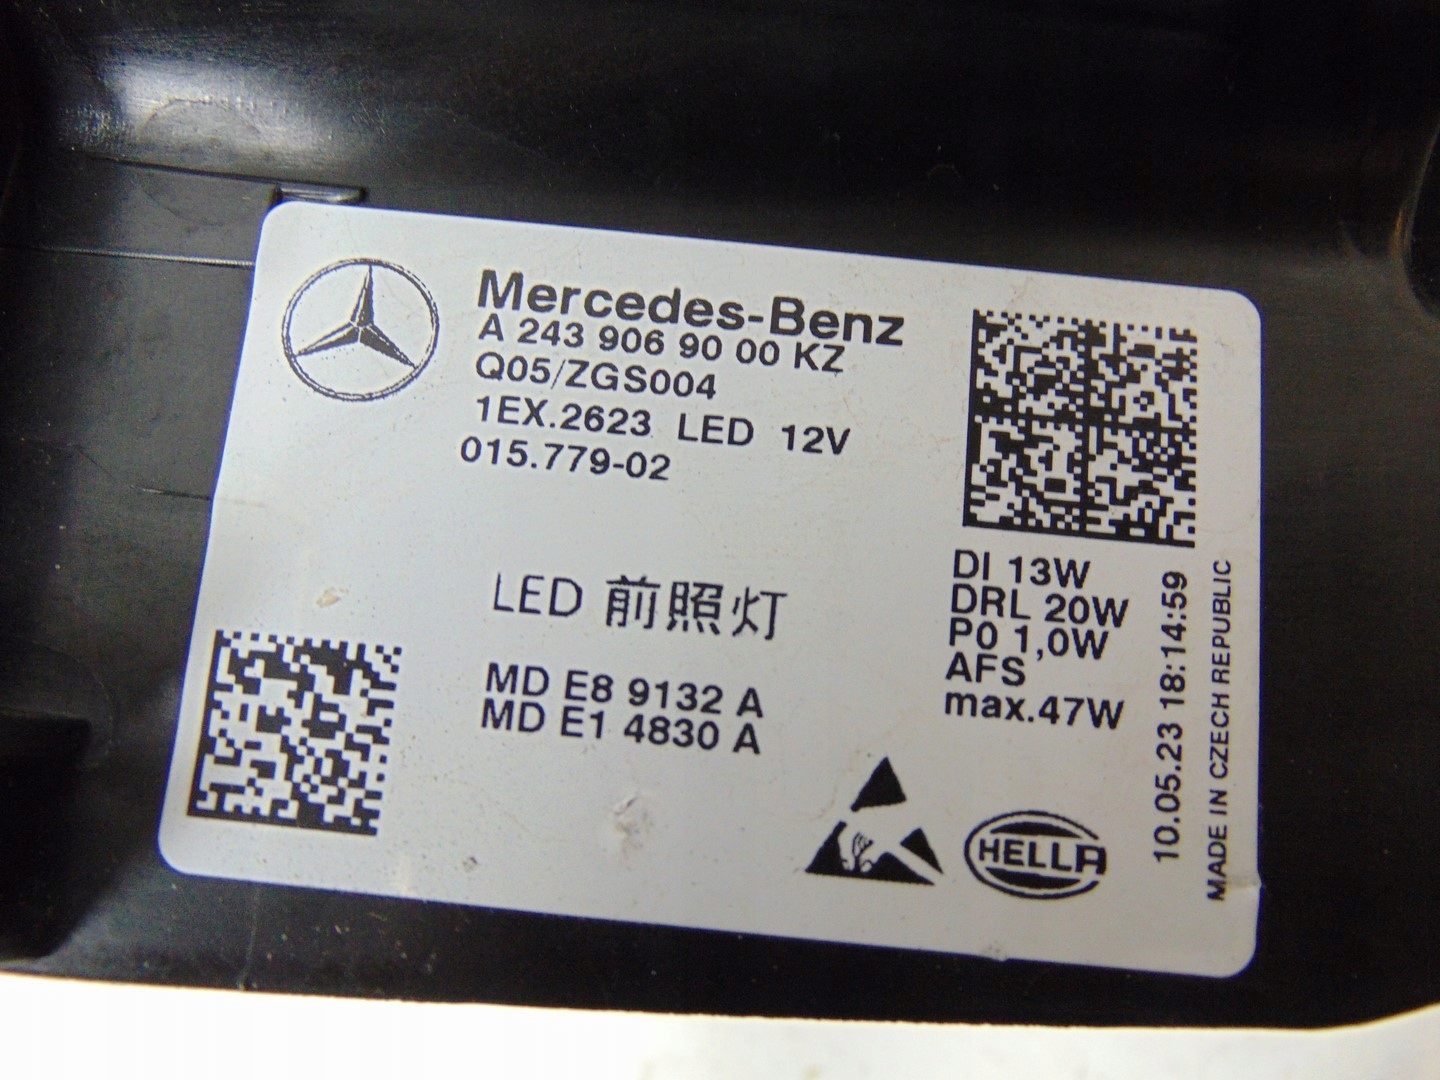 Mercedes-Benz
A 243 906 90 00 KZ
Q05/ZGS004
1EX.2623 LED 12V
015.779-02
LED 前照灯
MD E8 9132 A
MD E1 4830 A
DI 13W
DRL 20W
P0 1,0W
AFS
max.47W
HELLA
10.05.23 18:14:59
MADE IN CZECH REPUBLIC